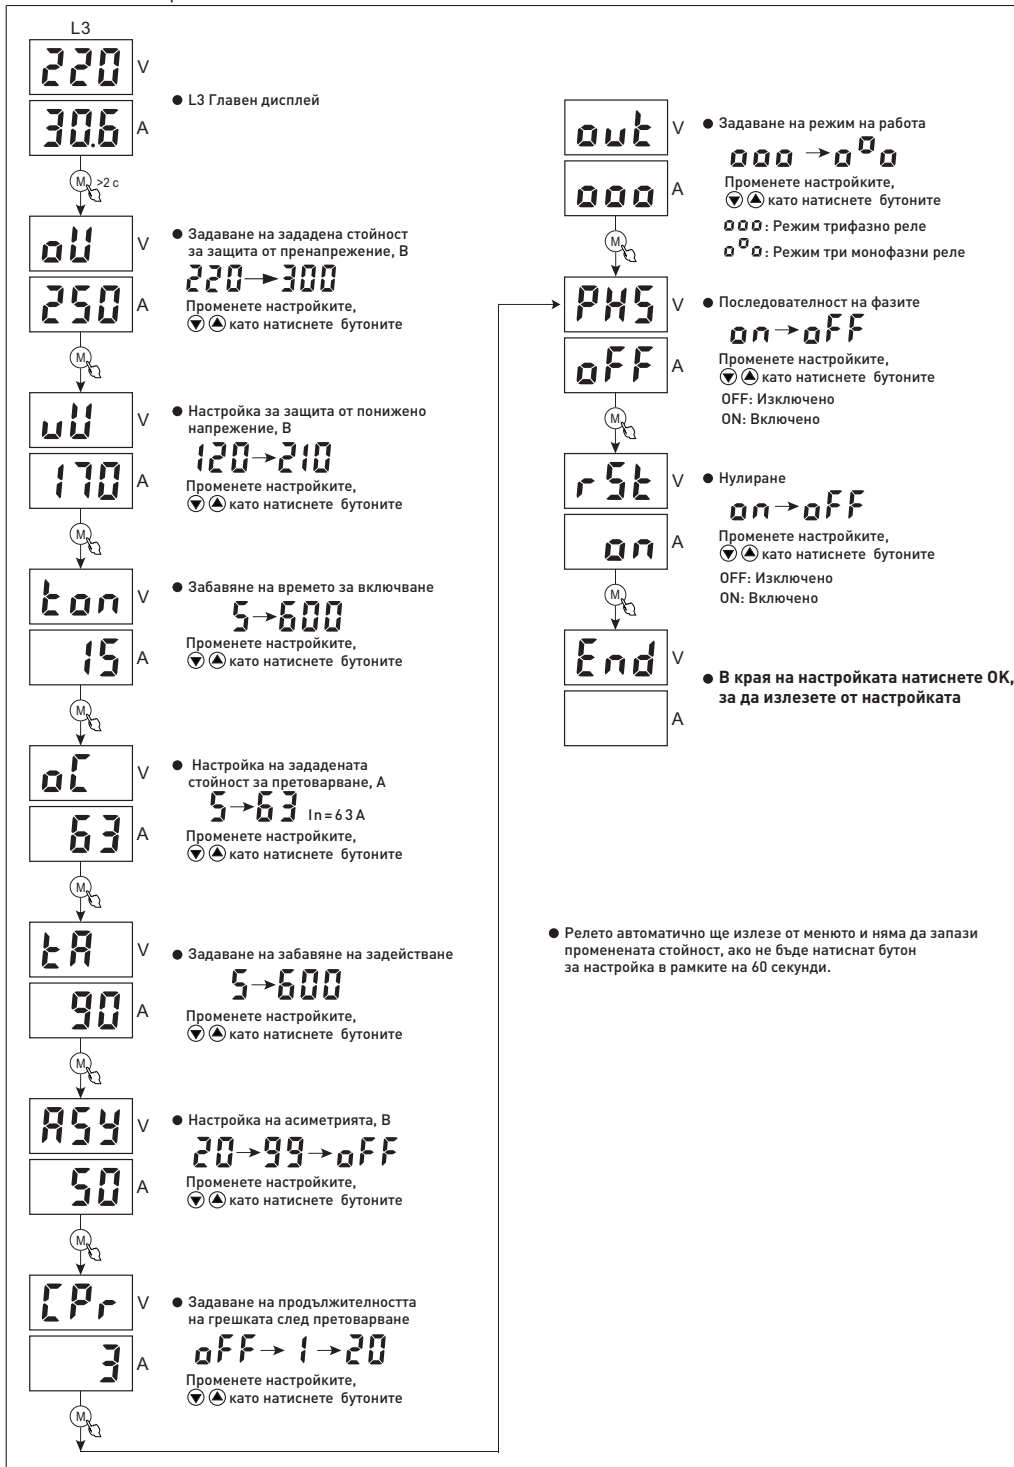 L3
220 V
30.6 A
● L3 Главен дисплей
M >2 с
oU V
250 A
● Задаване на зададена стойност
за защита от пренапрежение, В
220→300
Променете настройките,
▼ ▲ като натиснете бутоните
M
uU V
170 A
● Настройка за защита от понижено
напрежение, В
120→210
Променете настройките,
▼ ▲ като натиснете бутоните
M
ton V
15 A
● Забавяне на времето за включване
5→600
Променете настройките,
▼ ▲ като натиснете бутоните
M
oC V
63 A
● Настройка на зададената
стойност за претоварване, А
5→63 In=63A
Променете настройките,
▼ ▲ като натиснете бутоните
M
tA V
90 A
● Задаване на забавяне на задействане
5→600
Променете настройките,
▼ ▲ като натиснете бутоните
M
ASY V
50 A
● Настройка на асиметрията, В
20→99→oFF
Променете настройките,
▼ ▲ като натиснете бутоните
M
CPr V
3 A
● Задаване на продължителността
на грешката след претоварване
oFF→1→20
Променете настройките,
▼ ▲ като натиснете бутоните
M
out V
ooo A
● Задаване на режим на работа
ooo→oᴼo
Променете настройките,
▼ ▲ като натиснете бутоните
ooo: Режим трифазно реле
oᴼo: Режим три монофазни реле
M
PHS V
oFF A
● Последователност на фазите
on→oFF
Променете настройките,
▼ ▲ като натиснете бутоните
OFF: Изключено
ON: Включено
M
rSt V
on A
● Нулиране
on→oFF
Променете настройките,
▼ ▲ като натиснете бутоните
OFF: Изключено
ON: Включено
M
End V
A
● В края на настройката натиснете OK,
за да излезете от настройката
● Релето автоматично ще излезе от менюто и няма да запази
променената стойност, ако не бъде натиснат бутон
за настройка в рамките на 60 секунди.